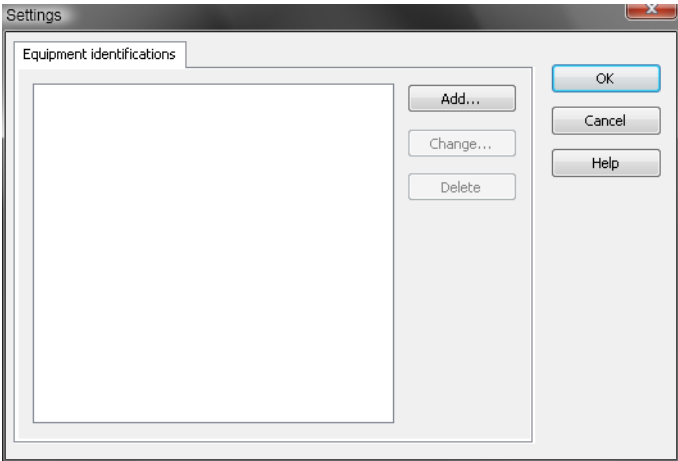 Settings
Equipment identifications
Add...
Change...
Delete
OK
Cancel
Help